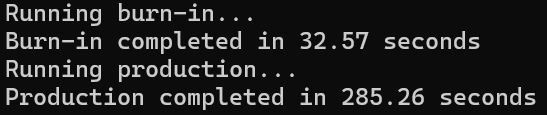 Running burn-in...
Burn-in completed in 32.57 seconds
Running production...
Production completed in 285.26 seconds